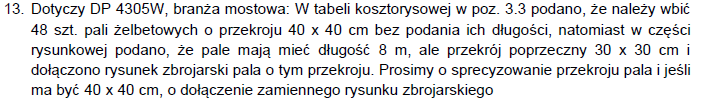 13. Dotyczy DP 4305W, branża mostowa: W tabeli kosztorysowej w poz. 3.3 podano, że należy wbić
48 szt. pali żelbetowych o przekroju 40 x 40 cm bez podania ich długości, natomiast w części
rysunkowej podano, że pale mają mieć długość 8 m, ale przekrój poprzeczny 30 x 30 cm i
dołączono rysunek zbrojarski pala o tym przekroju. Prosimy o sprecyzowanie przekroju pala i jeśli
ma być 40 x 40 cm, o dołączenie zamiennego rysunku zbrojarskiego